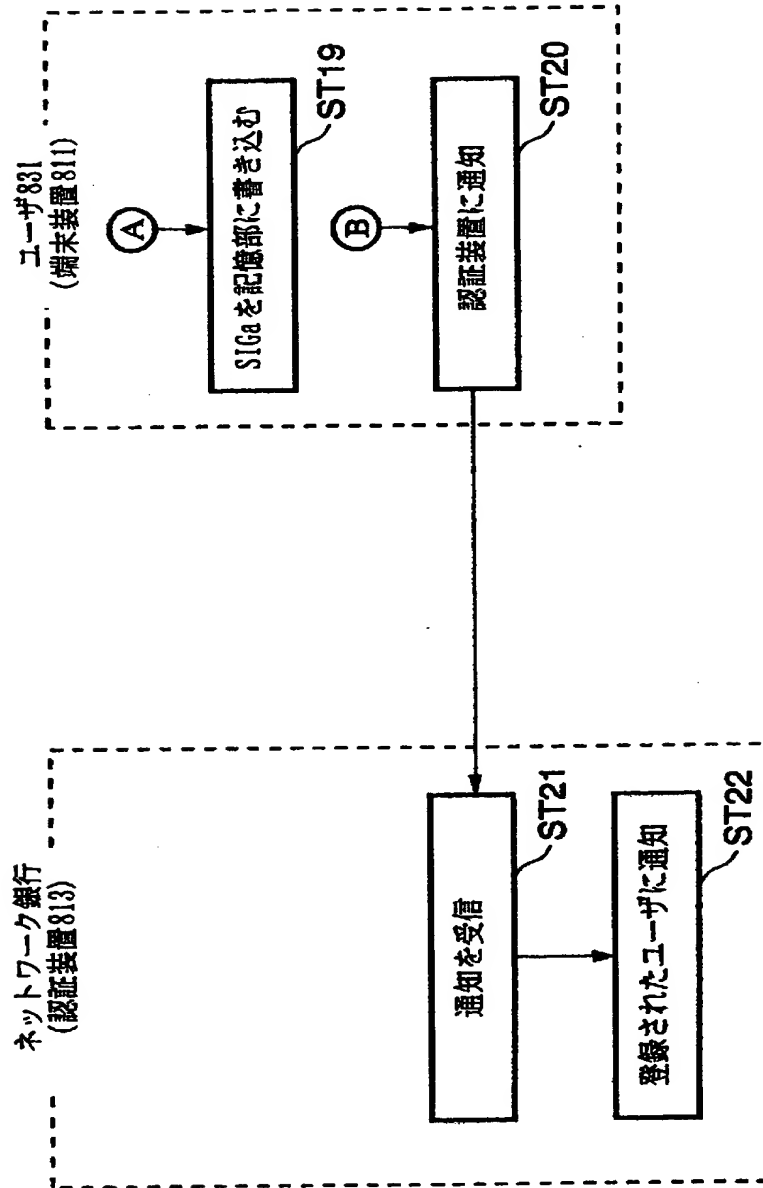 ユーザ831
(端末装置811)
A
SIGaを記憶部に書き込む
ST19
B
認証装置に通知
ST20
ネットワーク銀行
(認証装置813)
通知を受信
ST21
登録されたユーザに通知
ST22